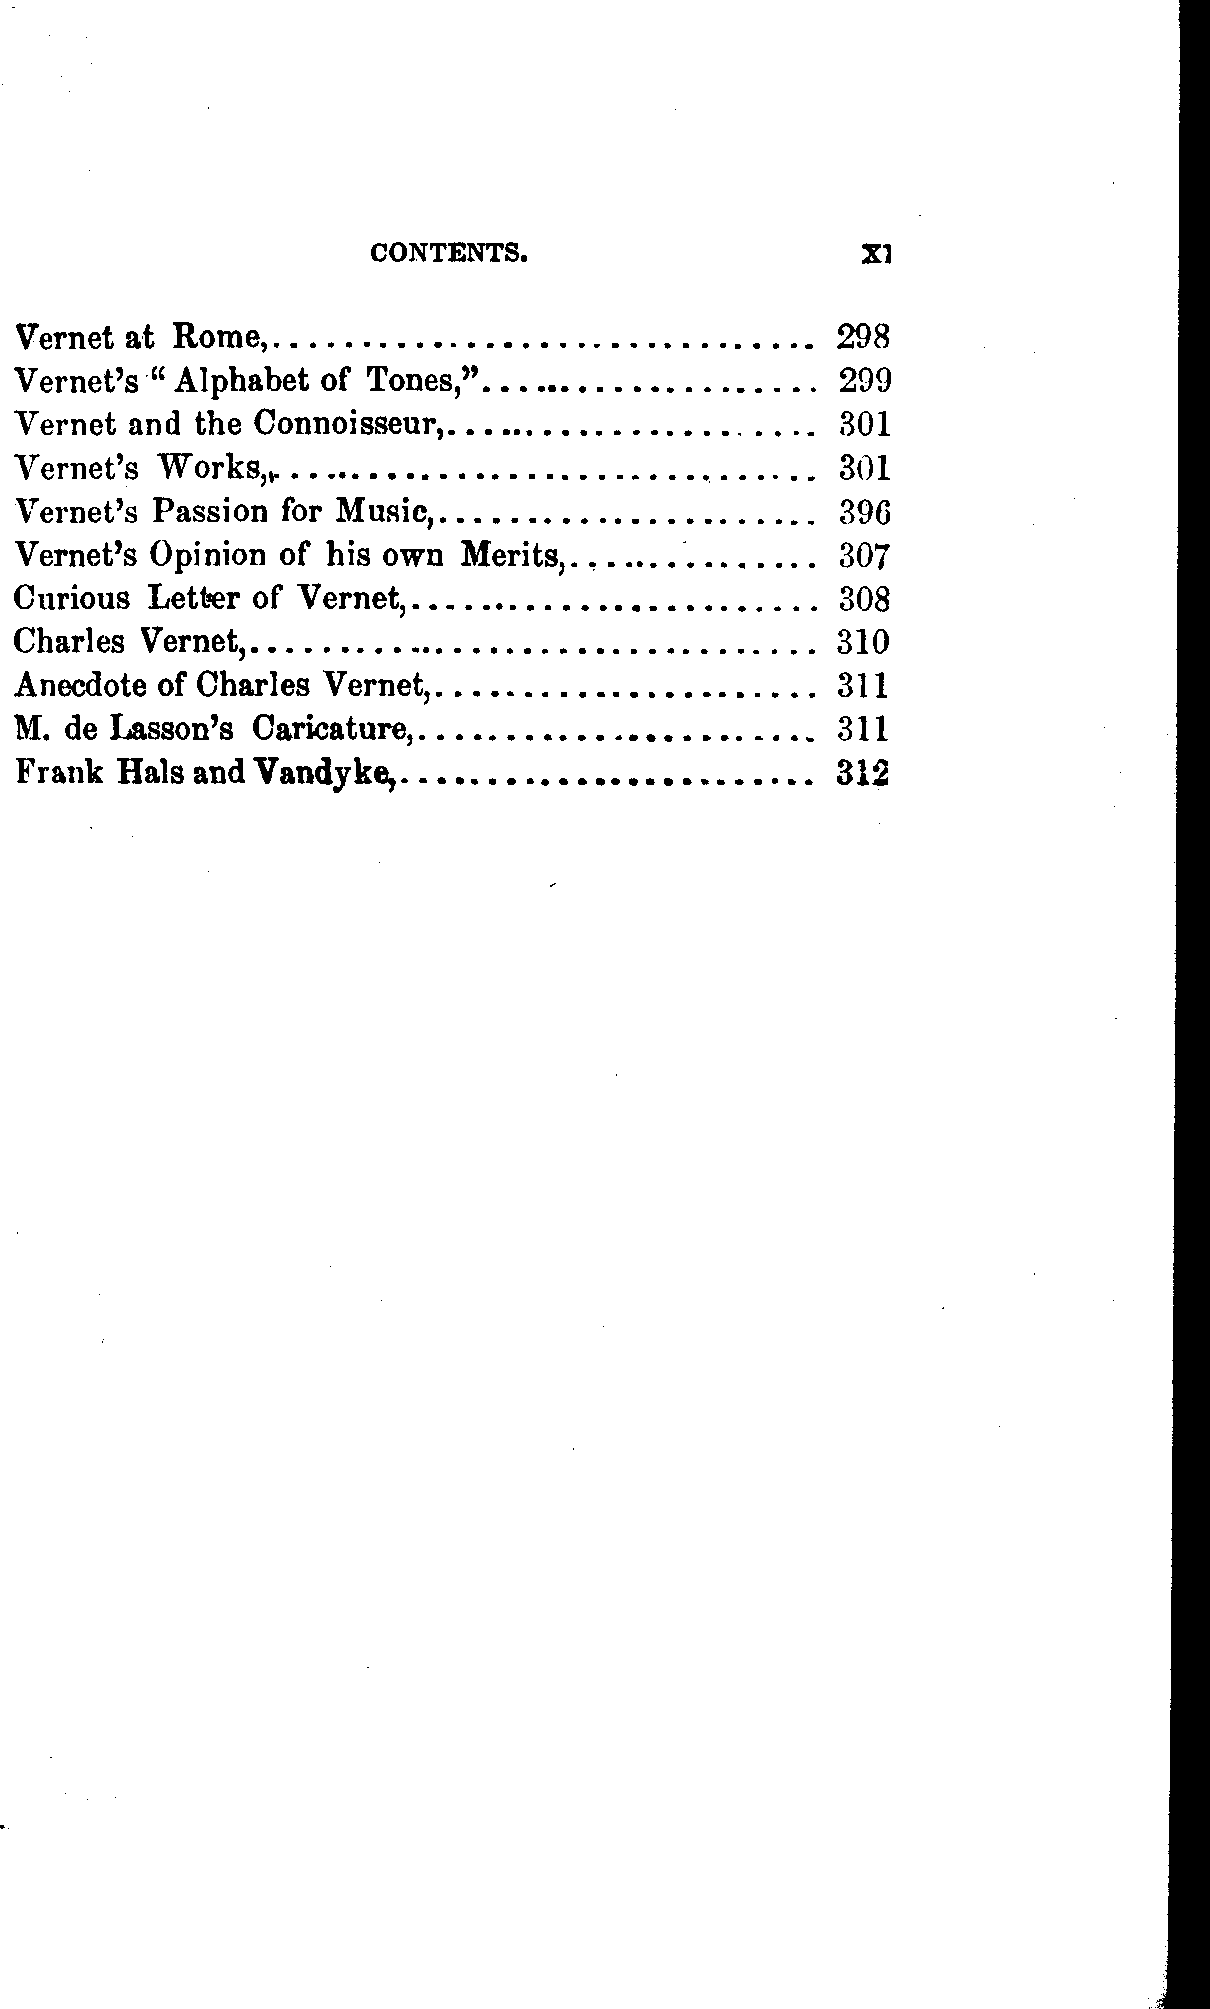 CONTENTS. XI
Vernet at Rome,............................... 298
Vernet's "Alphabet of Tones,"................... 299
Vernet and the Connoisseur,..................... 301
Vernet's Works,............................... 301
Vernet's Passion for Music,...................... 396
Vernet's Opinion of his own Merits,.............. 307
Curious Letter of Vernet,........................ 308
Charles Vernet,................................. 310
Anecdote of Charles Vernet,...................... 311
M. de Lasson's Caricature,....................... 311
Frank Hals and Vandyke,........................ 312